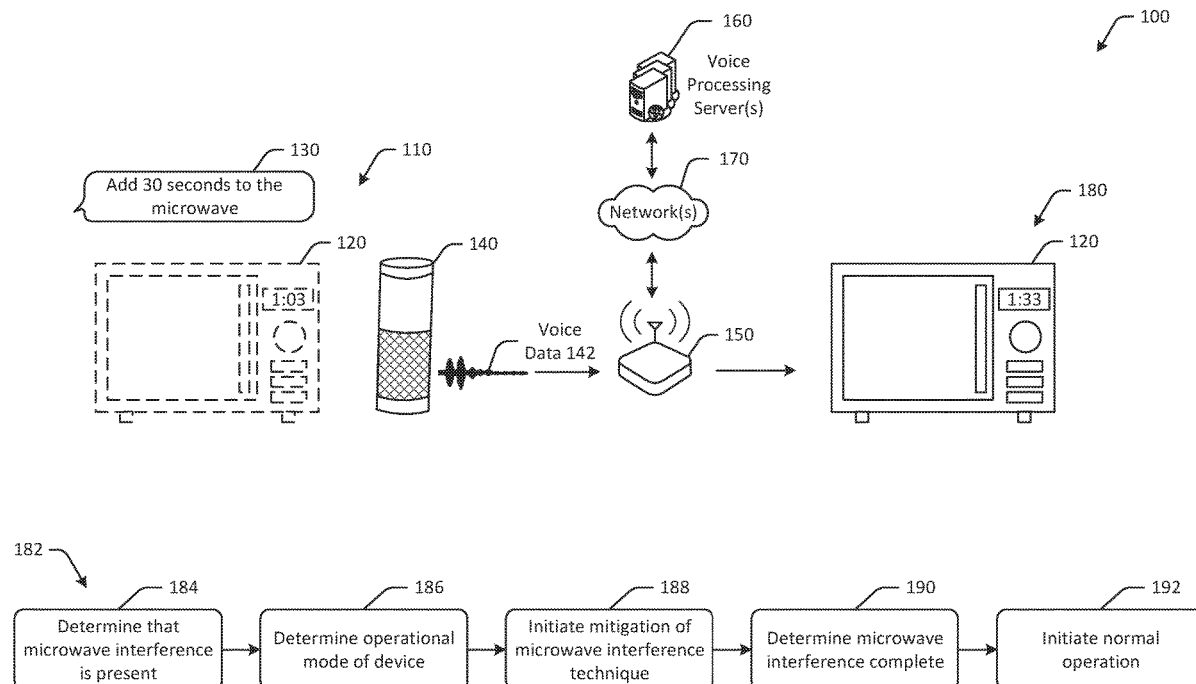 100
160
Voice
Processing
Server(s)
130
110
170
Add 30 seconds to the
microwave
Network(s)
180
120
140
120
1:03
1:33
Voice
Data 142
150
182
184
186
188
190
192
Determine that
microwave interference
is present
Determine operational
mode of device
Initiate mitigation of
microwave interference
technique
Determine microwave
interference complete
Initiate normal
operation